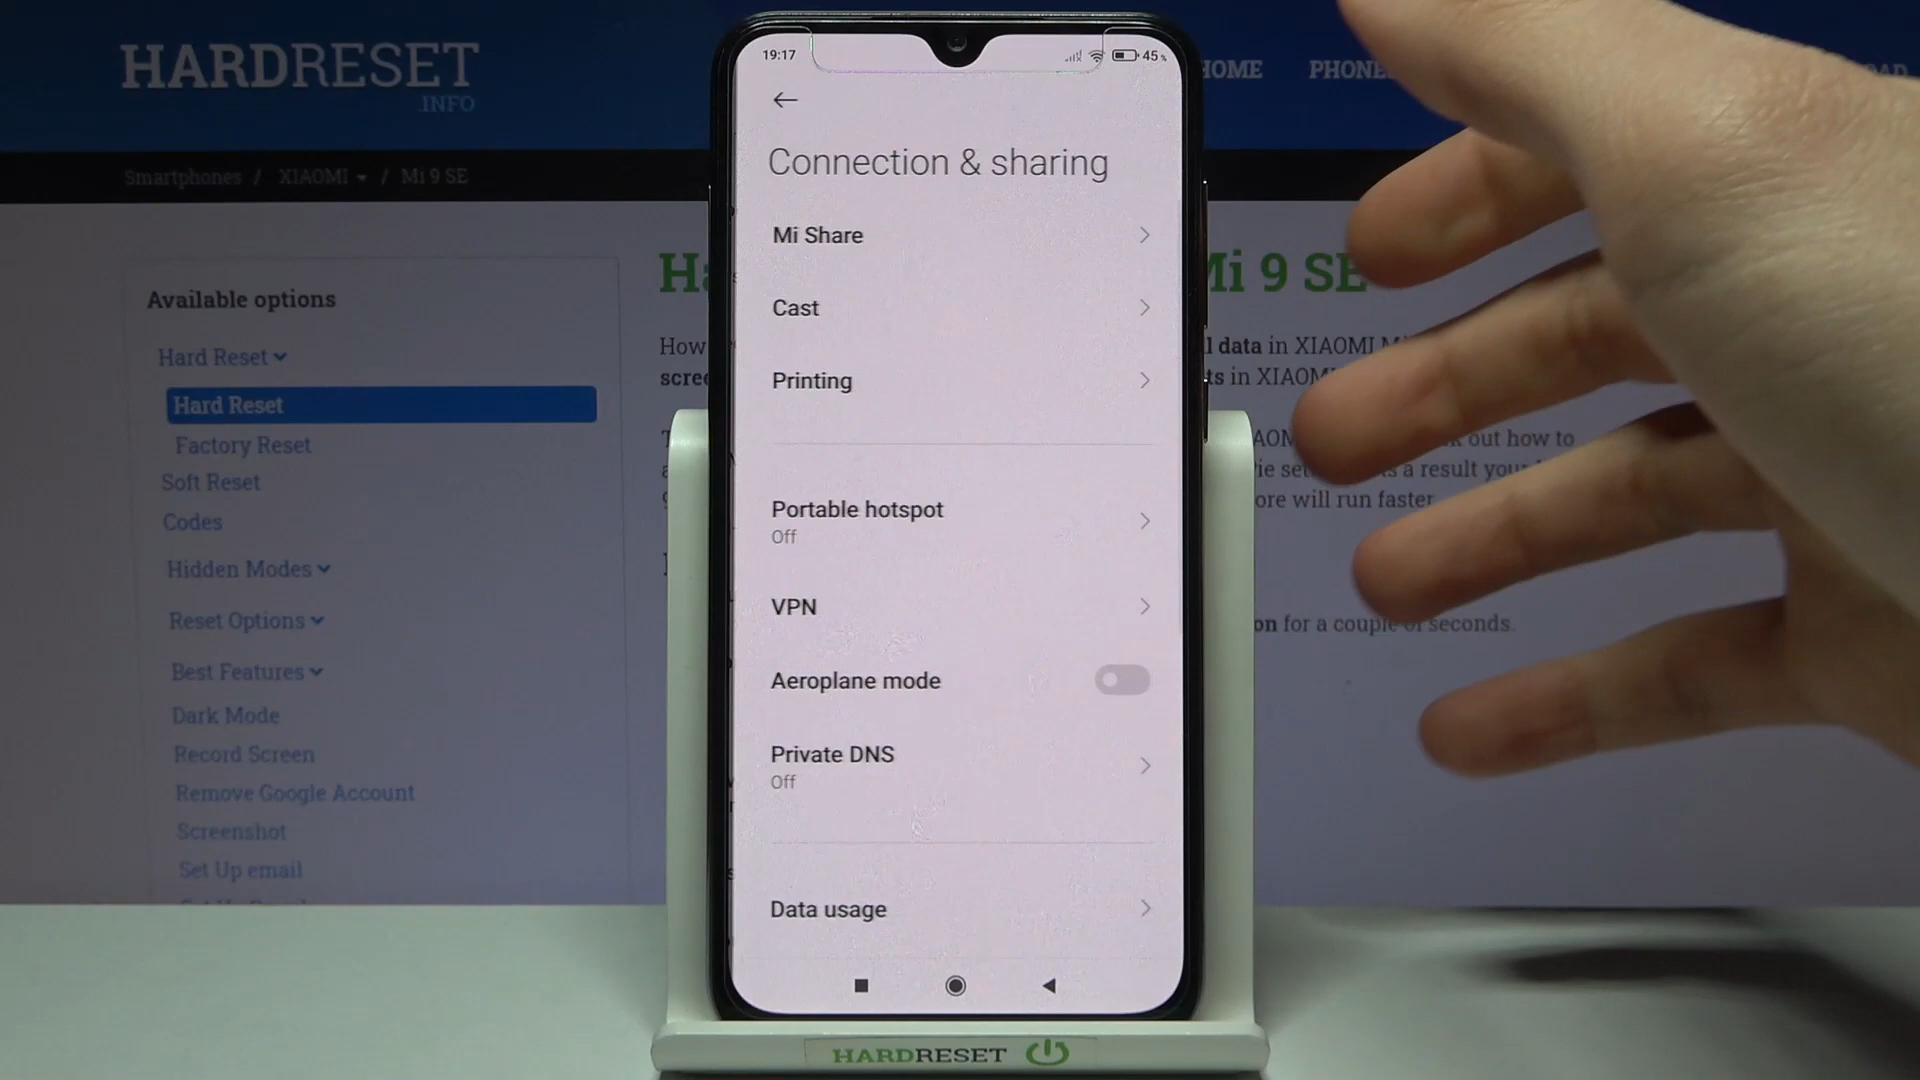 HARDRESET
.INFO
HOME
Smartphones / XIAOMI / Mi 9 SE
Available options
Hard Reset
Hard Reset
Factory Reset
Soft Reset
Codes
Hidden Modes
Reset Options
Best Features
Dark Mode
Record Screen
Remove Google Account
Screenshot
Set Up email
19:17
45%
Connection & sharing
Mi Share
Cast
Printing
Portable hotspot
Off
VPN
Aeroplane mode
Private DNS
Off
Data usage
Mi 9 SE
How
data in XIAOMI
in XIAOMI
out how to
a result
will run faster
for a couple of seconds.
HARDRESET